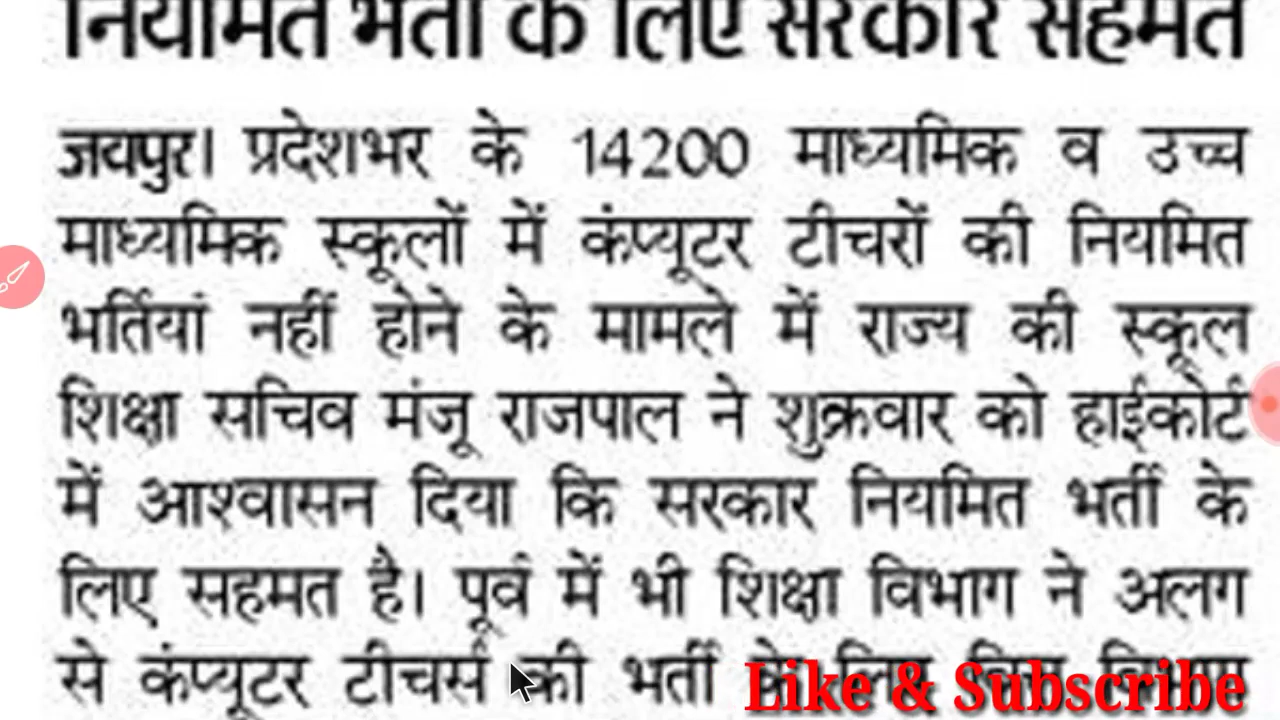 नियमित भर्ती के लिए सरकार सहमत
जयपुर। प्रदेशभर के 14200 माध्यमिक व उच्च
माध्यमिक स्कूलों में कंप्यूटर टीचरों की नियमित
भर्तियां नहीं होने के मामले में राज्य की स्कूल
शिक्षा सचिव मंजू राजपाल ने शुक्रवार को हाईकोर्ट
में आश्वासन दिया कि सरकार नियमित भर्ती के
लिए सहमत है। पूर्व में भी शिक्षा विभाग ने अलग
से कंप्यूटर टीचर्स की भर्ती के लिए वित्त विभाग
Like & Subscribe